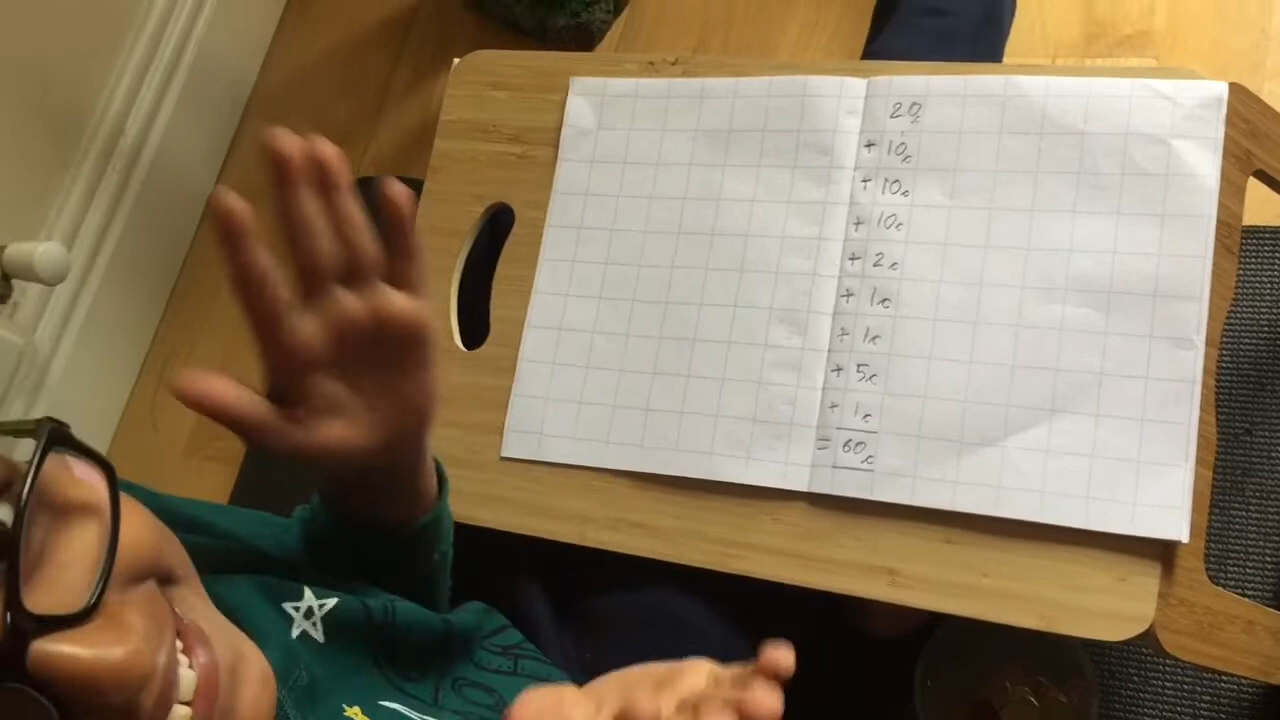 20c
+ 10c
+ 10c
+ 10c
+ 2c
+ 1c
+ 1c
+ 5c
+ 1c
= 60c